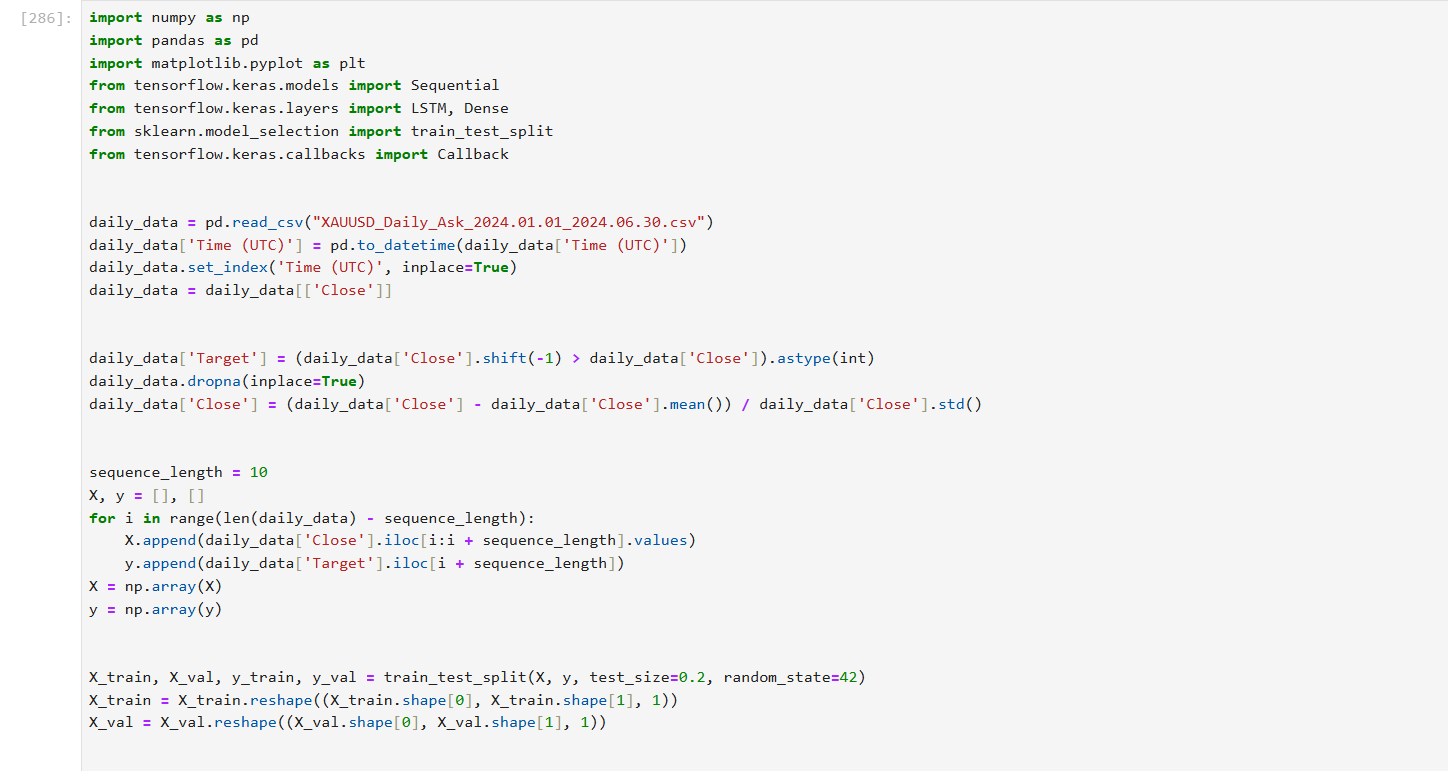 [286]: import numpy as np
import pandas as pd
import matplotlib.pyplot as plt
from tensorflow.keras.models import Sequential
from tensorflow.keras.layers import LSTM, Dense
from sklearn.model_selection import train_test_split
from tensorflow.keras.callbacks import Callback
daily_data = pd.read_csv("XAUUSD_Daily_Ask_2024.01.01_2024.06.30.csv")
daily_data['Time (UTC)'] = pd.to_datetime(daily_data['Time (UTC)'])
daily_data.set_index('Time (UTC)', inplace=True)
daily_data = daily_data[['Close']]
daily_data['Target'] = (daily_data['Close'].shift(-1) > daily_data['Close']).astype(int)
daily_data.dropna(inplace=True)
daily_data['Close'] = (daily_data['Close'] - daily_data['Close'].mean()) / daily_data['Close'].std()
sequence_length = 10
X, y = [], []
for i in range(len(daily_data) - sequence_length):
    X.append(daily_data['Close'].iloc[i:i + sequence_length].values)
    y.append(daily_data['Target'].iloc[i + sequence_length])
X = np.array(X)
y = np.array(y)
X_train, X_val, y_train, y_val = train_test_split(X, y, test_size=0.2, random_state=42)
X_train = X_train.reshape((X_train.shape[0], X_train.shape[1], 1))
X_val = X_val.reshape((X_val.shape[0], X_val.shape[1], 1))